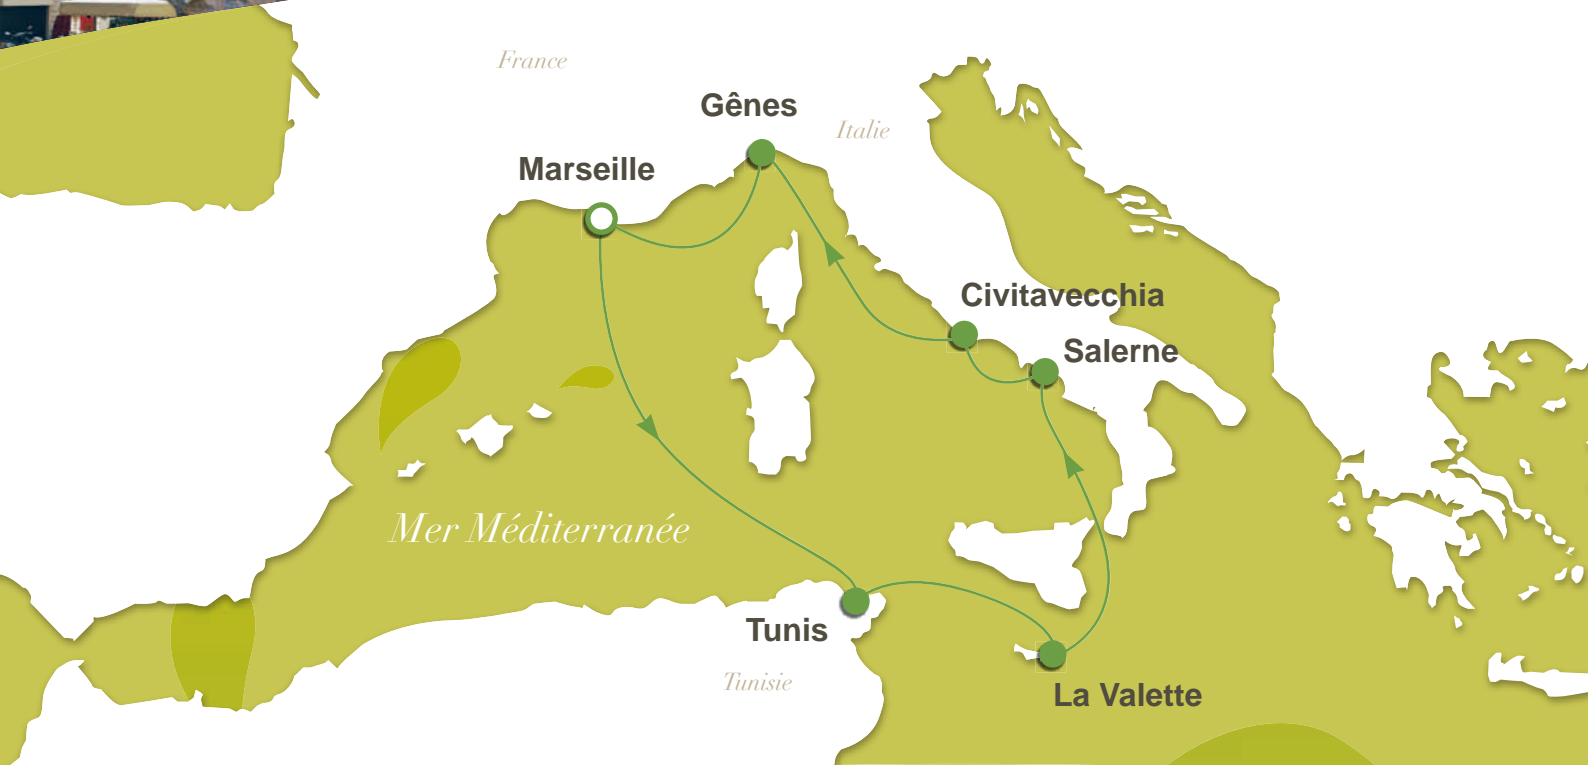 France
Gênes
Italie
Marseille
Civitavecchia
Salerne
Mer Méditerranée
Tunis
Tunisie
La Valette